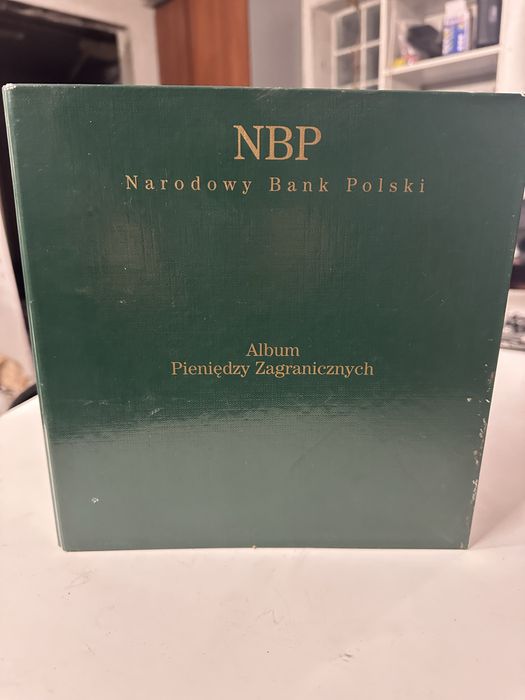 NBP
Narodowy Bank Polski
Album
Pieniędzy Zagranicznych